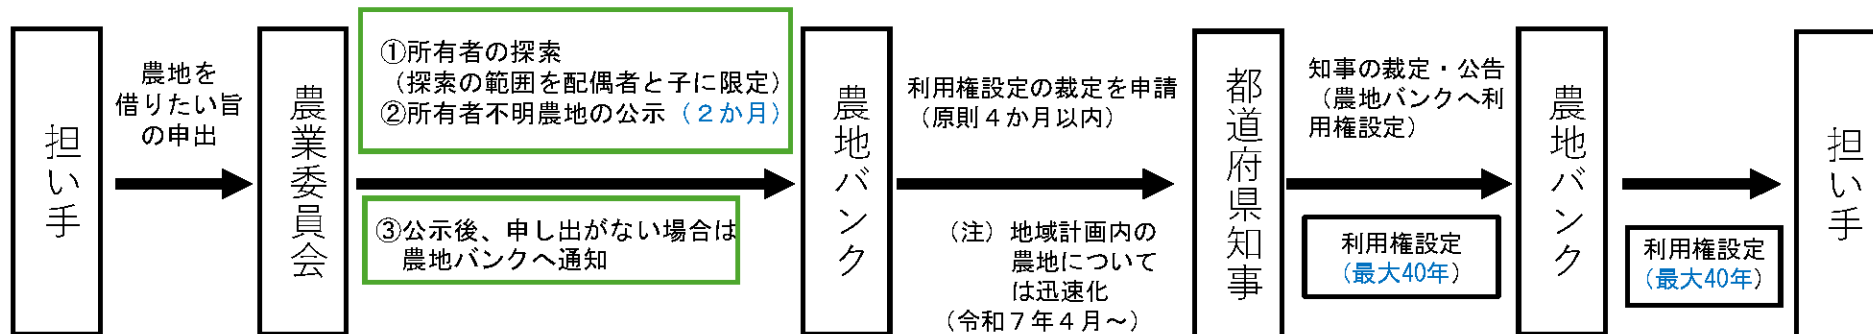 担い手
農地を
借りたい旨
の申出
農業委員会
①所有者の探索
（探索の範囲を配偶者と子に限定）
②所有者不明農地の公示（２か月）
③公示後、申し出がない場合は
農地バンクへ通知
農地バンク
利用権設定の裁定を申請
（原則４か月以内）
（注）地域計画内の
農地について
は迅速化
（令和７年４月～）
都道府県知事
知事の裁定・公告
（農地バンクへ利
用権設定）
利用権設定
（最大40年）
農地バンク
利用権設定
（最大40年）
担い手